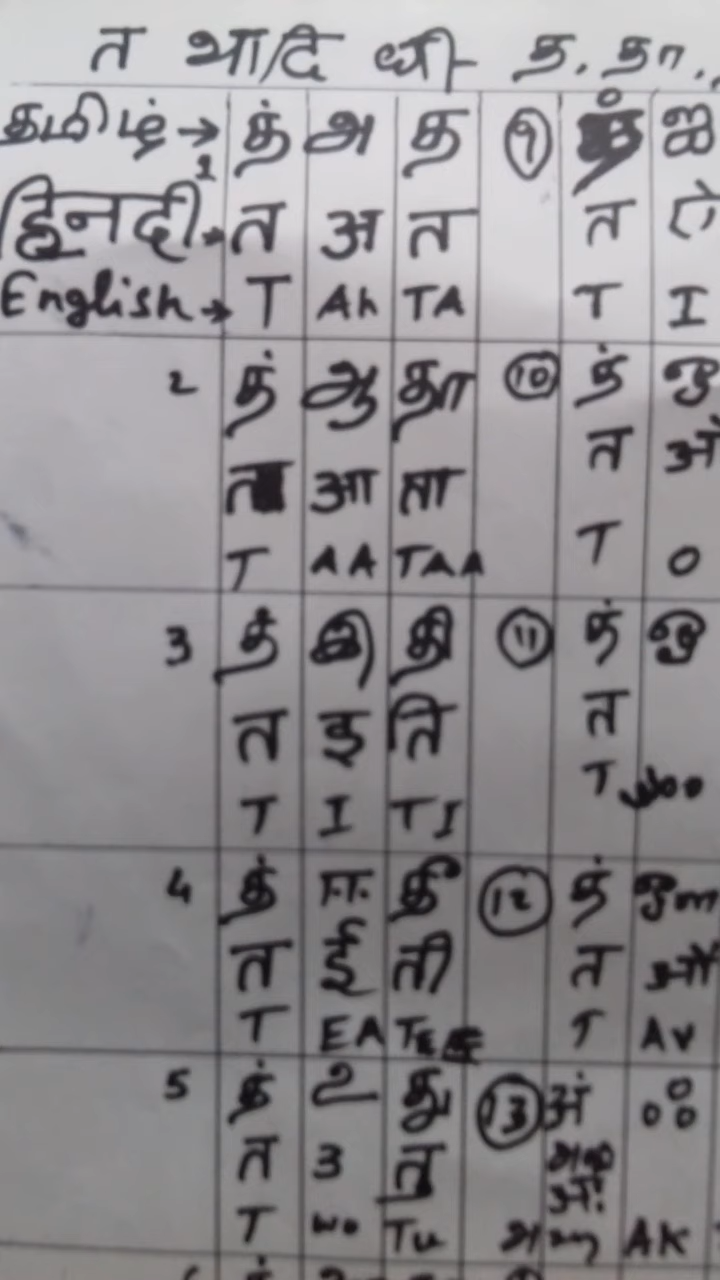 த. தா..
தமிழ் → த் அ த 9 ஐ
हिनदी → त अ त त ऐ
English → T Ah TA T I
2 த் ஆ தா 10 த் ஒ
त आ ता त
T AA TAA T O
3 த் இ தி 11 த் ஓ
त इ ति त
T I TI T
4 த் ஈ தீ 12 த் ஔ
त ई ती त औ
T EA T AV
5 த் உ து 13 அं ஃ
त उ तु
T Tu AK